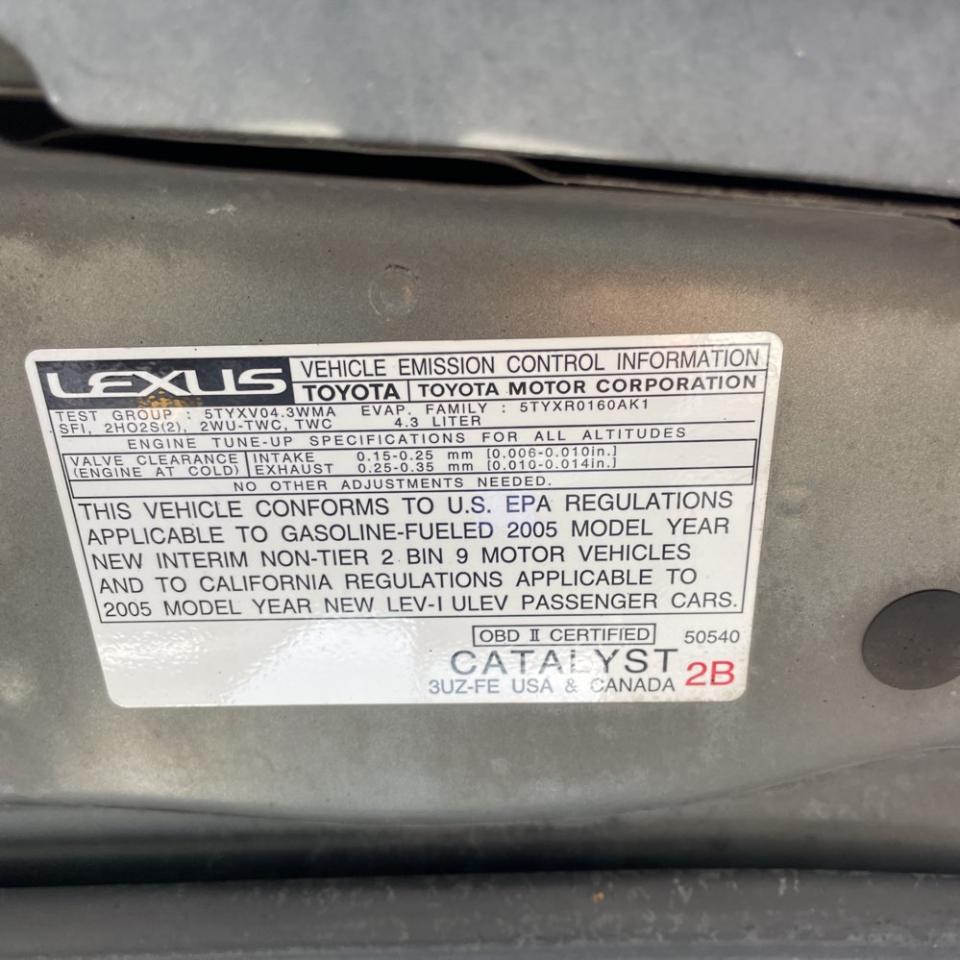 LEXUS VEHICLE EMISSION CONTROL INFORMATION
TOYOTA TOYOTA MOTOR CORPORATION
TEST GROUP : 5TYXV04.3WMA EVAP. FAMILY : 5TYXR0160AK1
SFI, 2HO2S(2), 2WU-TWC, TWC 4.3 LITER
ENGINE TUNE-UP SPECIFICATIONS FOR ALL ALTITUDES
VALVE CLEARANCE INTAKE 0.15-0.25 mm [0.006-0.010in.]
(ENGINE AT COLD) EXHAUST 0.25-0.35 mm [0.010-0.014in.]
NO OTHER ADJUSTMENTS NEEDED.
THIS VEHICLE CONFORMS TO U.S. EPA REGULATIONS
APPLICABLE TO GASOLINE-FUELED 2005 MODEL YEAR
NEW INTERIM NON-TIER 2 BIN 9 MOTOR VEHICLES
AND TO CALIFORNIA REGULATIONS APPLICABLE TO
2005 MODEL YEAR NEW LEV-I ULEV PASSENGER CARS.
OBD II CERTIFIED 50540
CATALYST 2B
3UZ-FE USA & CANADA